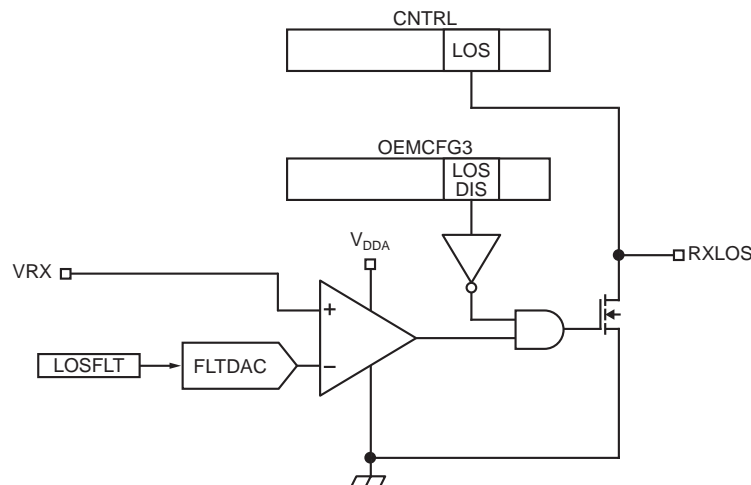 CNTRL
LOS
OEMCFG3
LOS
DIS
VDDA
VRX
RXLOS
+
−
LOSFLT
FLTDAC